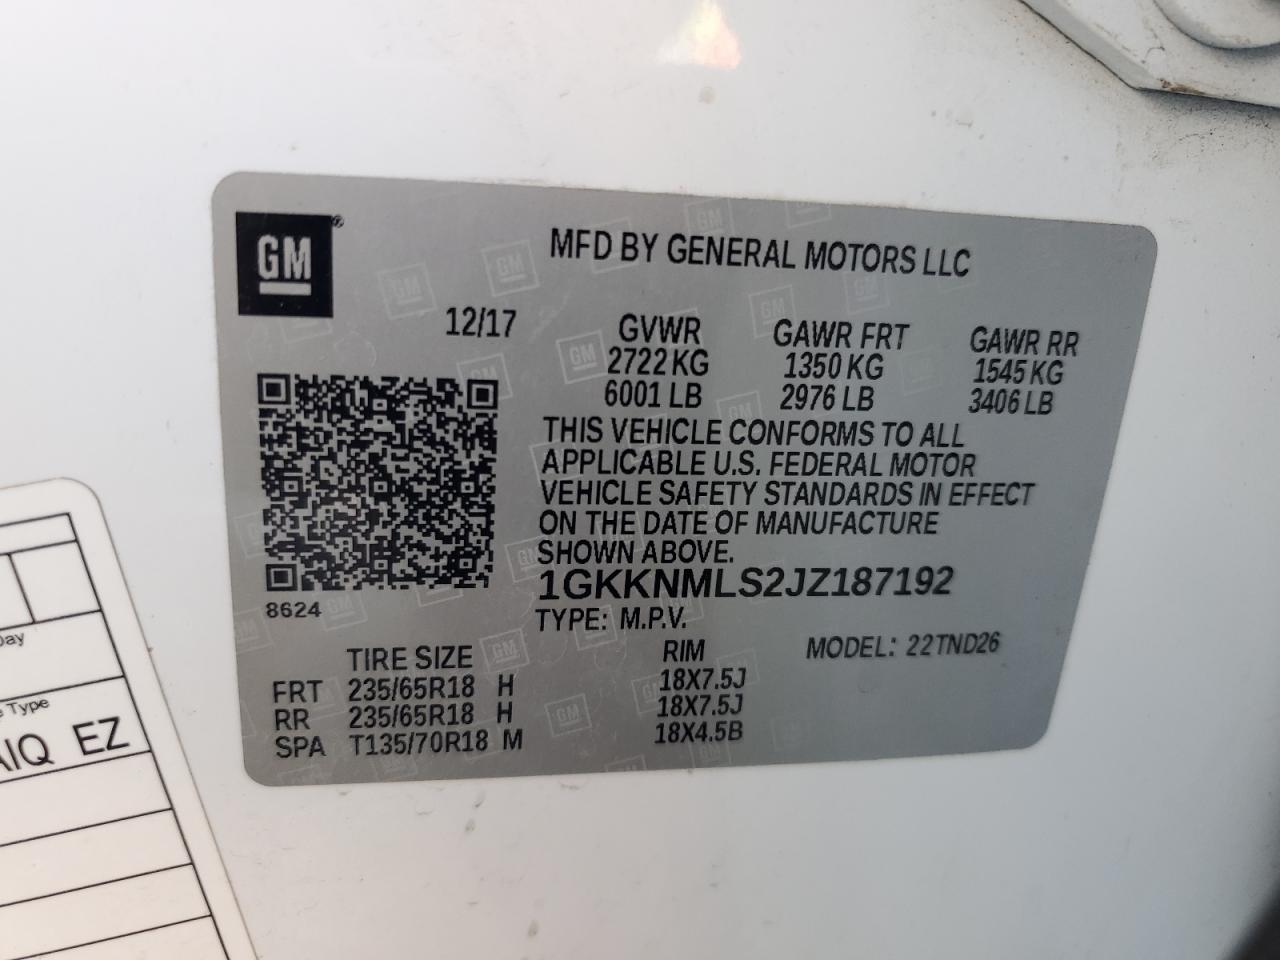 GM®
MFD BY GENERAL MOTORS LLC
12/17
GVWR GAWR FRT GAWR RR
2722 KG 1350 KG 1545 KG
6001 LB 2976 LB 3406 LB
THIS VEHICLE CONFORMS TO ALL
APPLICABLE U.S. FEDERAL MOTOR
VEHICLE SAFETY STANDARDS IN EFFECT
ON THE DATE OF MANUFACTURE
SHOWN ABOVE.
1GKKNMLS2JZ187192
8624
TYPE: M.P.V. MODEL: 22TND26
TIRE SIZE RIM
FRT 235/65R18 H 18X7.5J
RR 235/65R18 H 18X7.5J
SPA T135/70R18 M 18X4.5B
Day
Type
EZ